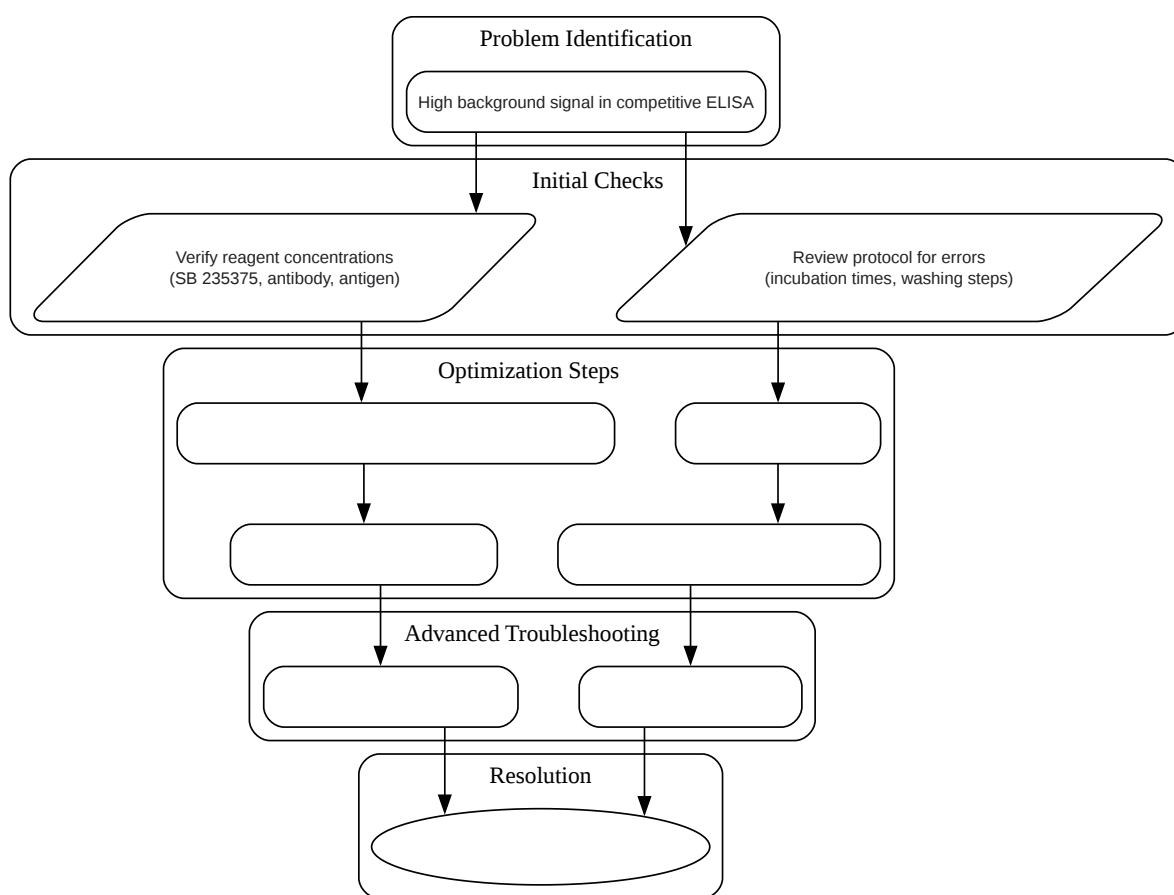 Problem Identification
High background signal in competitive ELISA
Initial Checks
Verify reagent concentrations
(SB 235375, antibody, antigen)
Review protocol for errors
(incubation times, washing steps)
Optimization Steps
Advanced Troubleshooting
Resolution